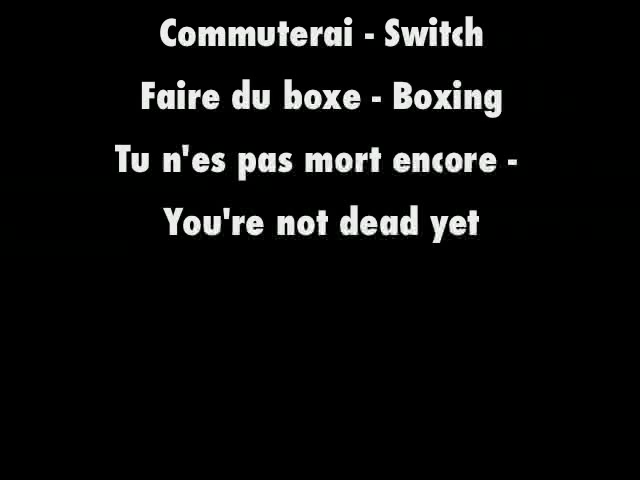 Commuterai - Switch
Faire du boxe - Boxing
Tu n'es pas mort encore -
You're not dead yet